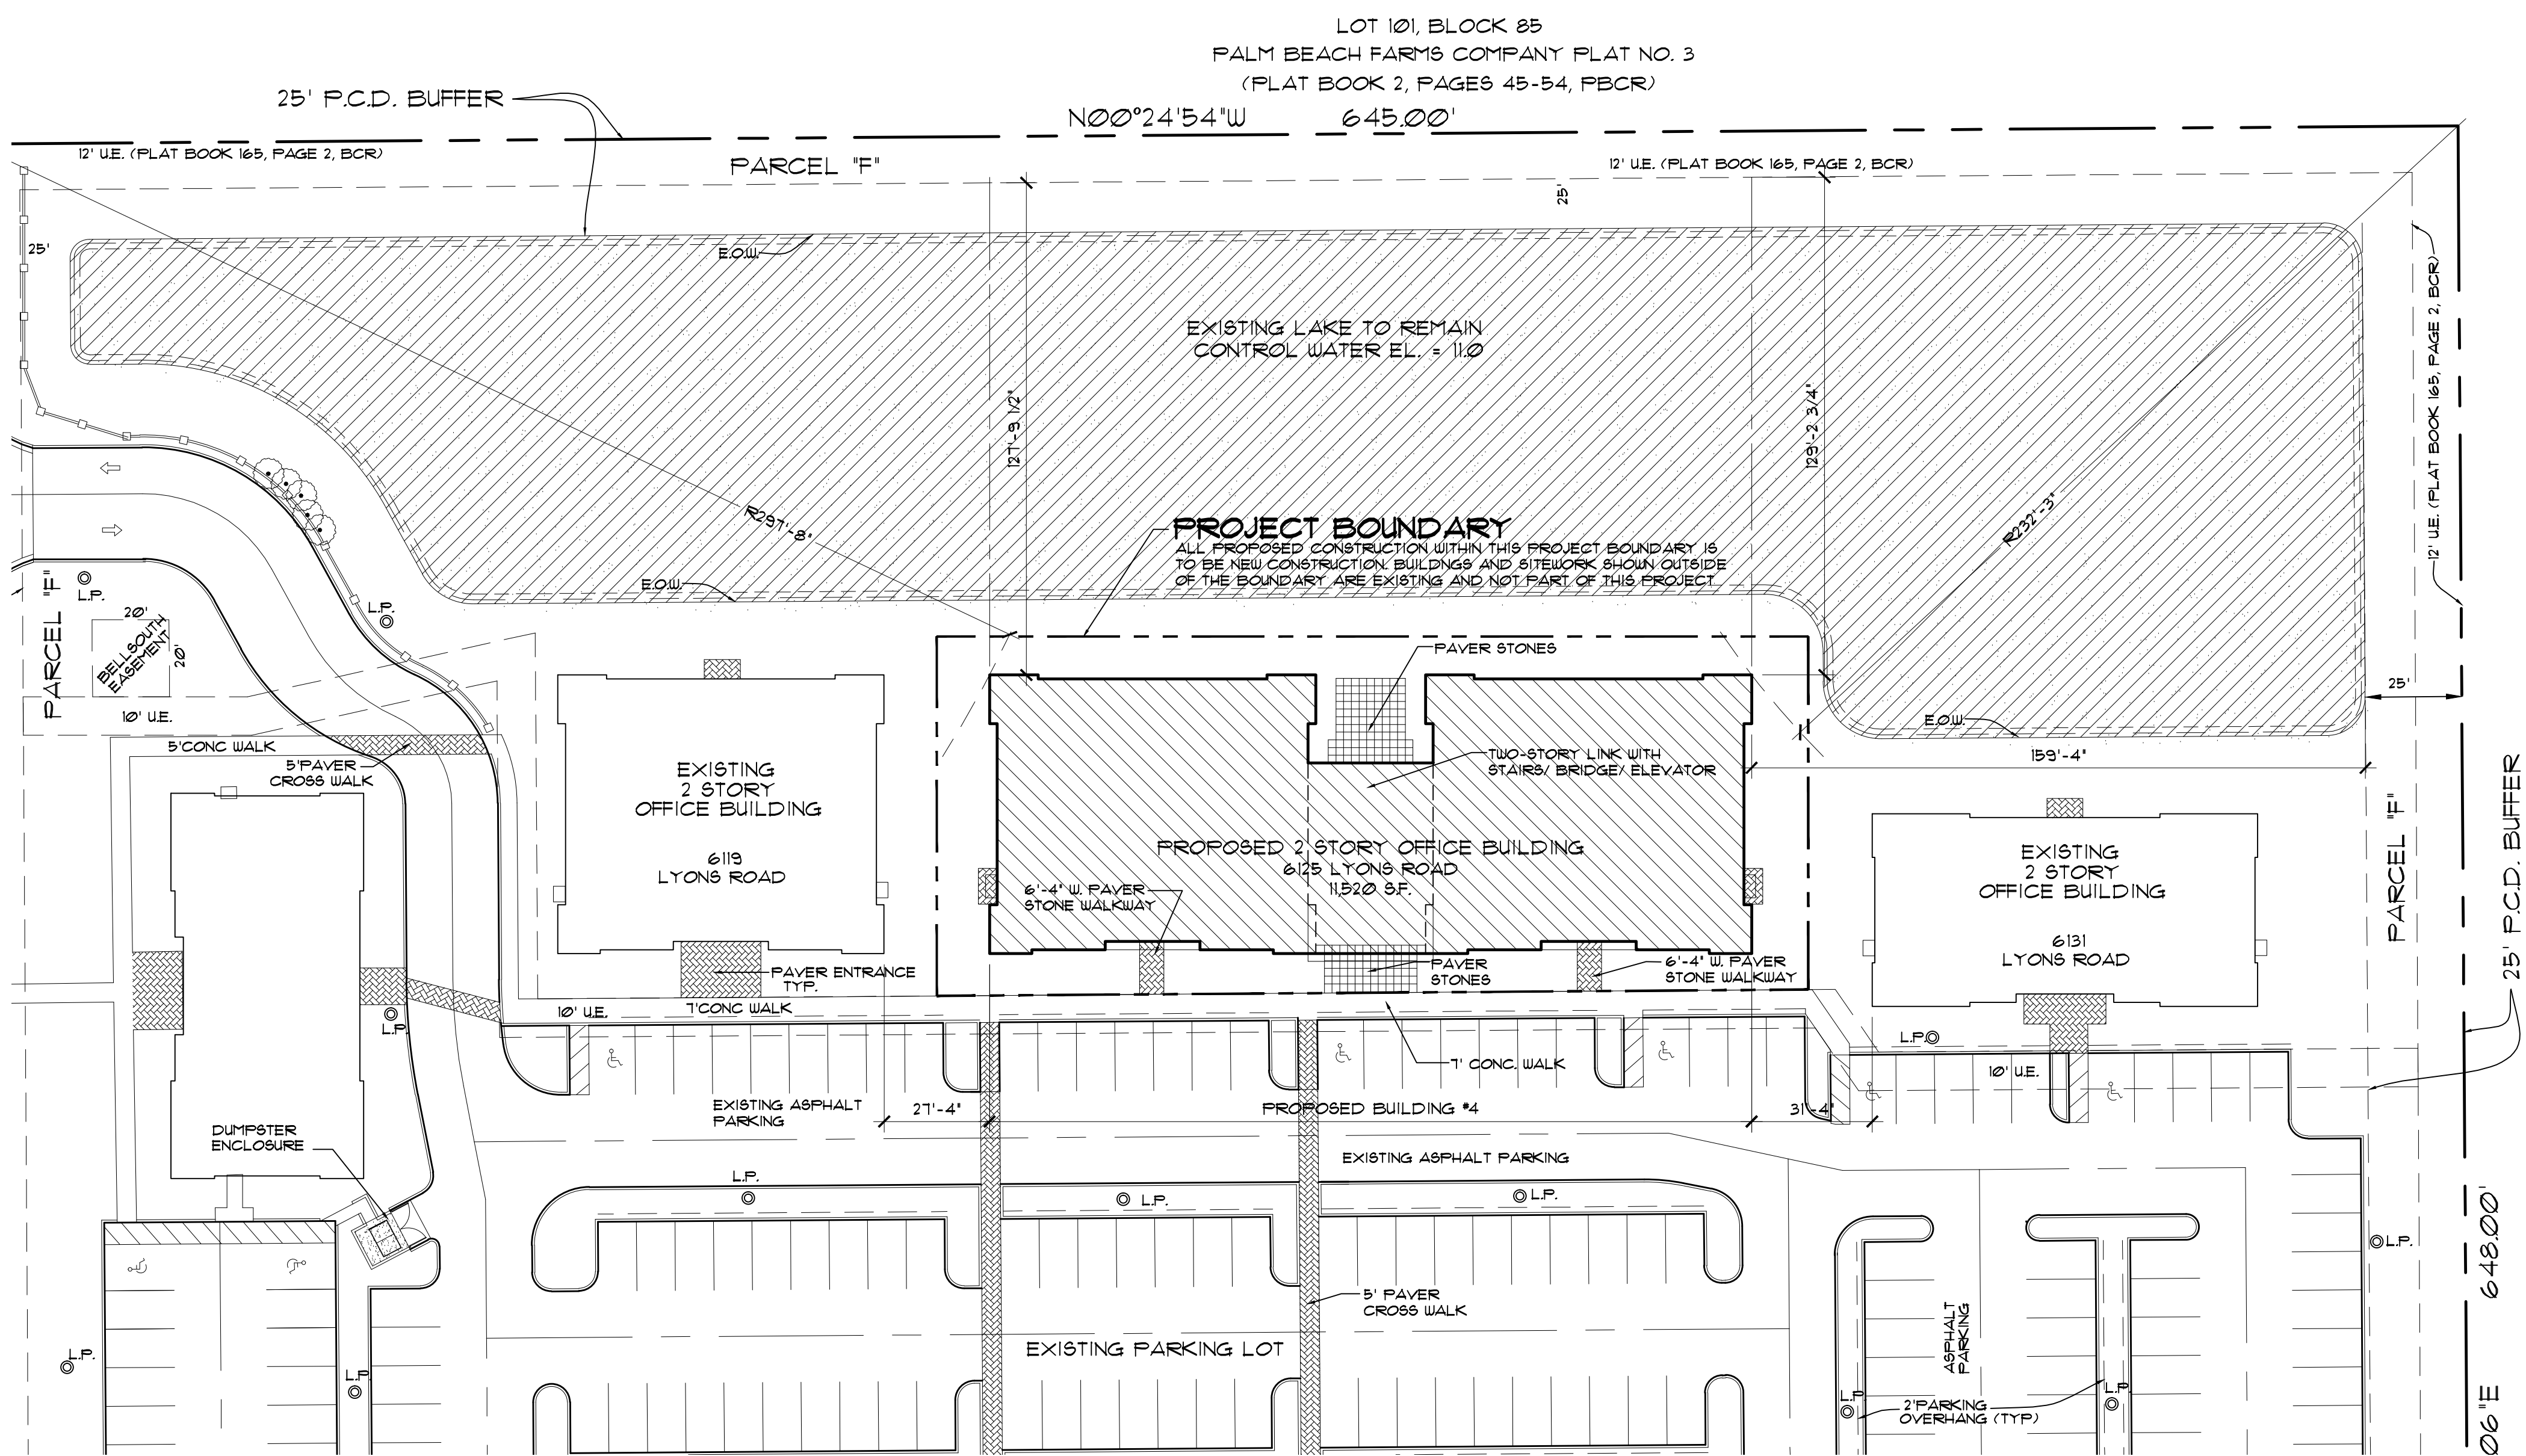 LOT 101, BLOCK 85
PALM BEACH FARMS COMPANY PLAT NO. 3
(PLAT BOOK 2, PAGES 45-54, PBCR)
25' P.C.D. BUFFER
N00°24'54"W 645.00'
12' U.E. (PLAT BOOK 165, PAGE 2, BCR)
PARCEL "F"
12' U.E. (PLAT BOOK 165, PAGE 2, BCR)
25'
25'
E.O.W.
12' U.E. (PLAT BOOK 165, PAGE 2, BCR)
EXISTING LAKE TO REMAIN
CONTROL WATER EL. = 11.0
127'-9 1/2"
129'-2 3/4"
R297'-8"
R232'-3"
PROJECT BOUNDARY
ALL PROPOSED CONSTRUCTION WITHIN THIS PROJECT BOUNDARY IS
TO BE NEW CONSTRUCTION. BUILDINGS AND SITEWORK SHOWN OUTSIDE
OF THE BOUNDARY ARE EXISTING AND NOT PART OF THIS PROJECT
E.O.W.
L.P.
L.P.
PARCEL "F"
20'
20'
BELLSOUTH
EASEMENT
10' U.E.
PAVER STONES
25'
E.O.W.
5'CONC WALK
5'PAVER
CROSS WALK
TWO-STORY LINK WITH
STAIRS/ BRIDGE/ ELEVATOR
159'-4"
EXISTING
2 STORY
OFFICE BUILDING
6119
LYONS ROAD
PROPOSED 2 STORY OFFICE BUILDING
6125 LYONS ROAD
11,520 S.F.
6'-4" W. PAVER
STONE WALKWAY
EXISTING
2 STORY
OFFICE BUILDING
6131
LYONS ROAD
PARCEL "F"
25' P.C.D. BUFFER
PAVER ENTRANCE
TYP.
PAVER
STONES
6'-4" W. PAVER
STONE WALKWAY
10' U.E.
7'CONC WALK
L.P.
L.P.
7' CONC. WALK
10' U.E.
EXISTING ASPHALT
PARKING
27'-4"
PROPOSED BUILDING #4
31'-4"
DUMPSTER
ENCLOSURE
EXISTING ASPHALT PARKING
L.P.
L.P.
L.P.
L.P.
648.00'
5' PAVER
CROSS WALK
EXISTING PARKING LOT
ASPHALT
PARKING
L.P.
L.P.
L.P.
L.P.
2'PARKING
OVERHANG (TYP)
06"E